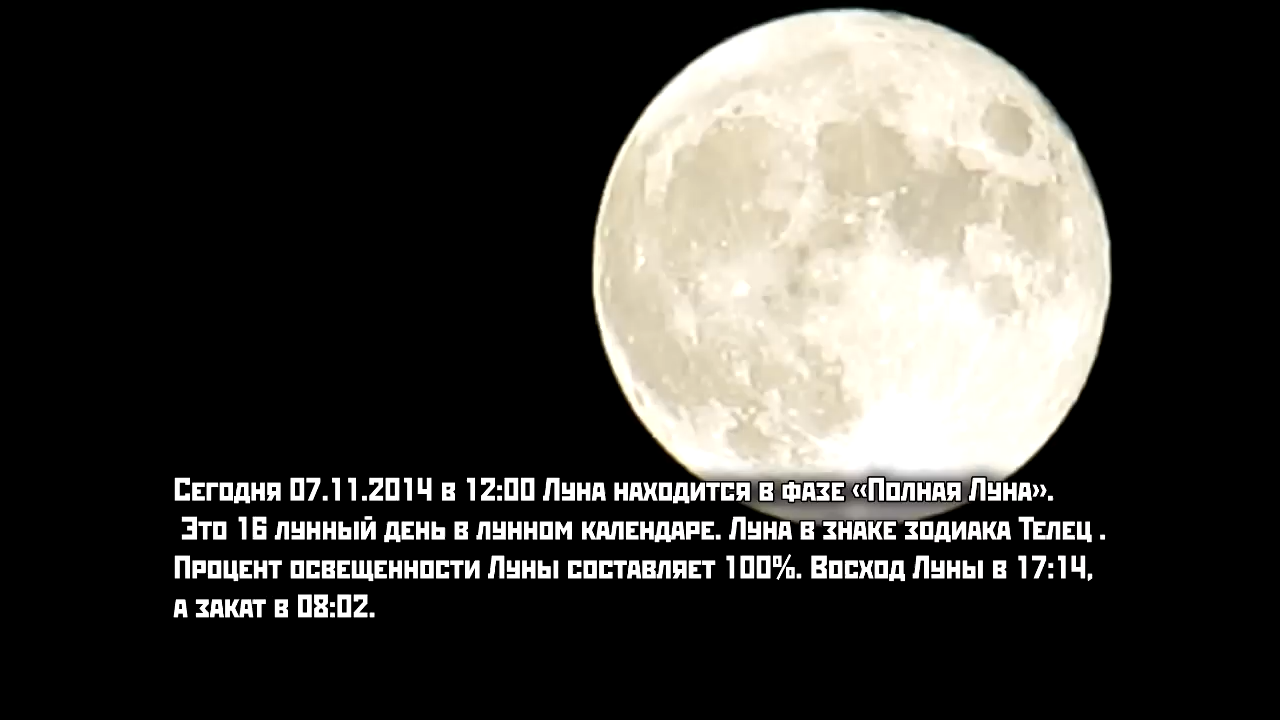 Сегодня 07.11.2014 в 12:00 Луна находится в фазе «Полная Луна».
Это 16 лунный день в лунном календаре. Луна в знаке зодиака Телец .
Процент освещенности Луны составляет 100%. Восход Луны в 17:14,
а закат в 08:02.